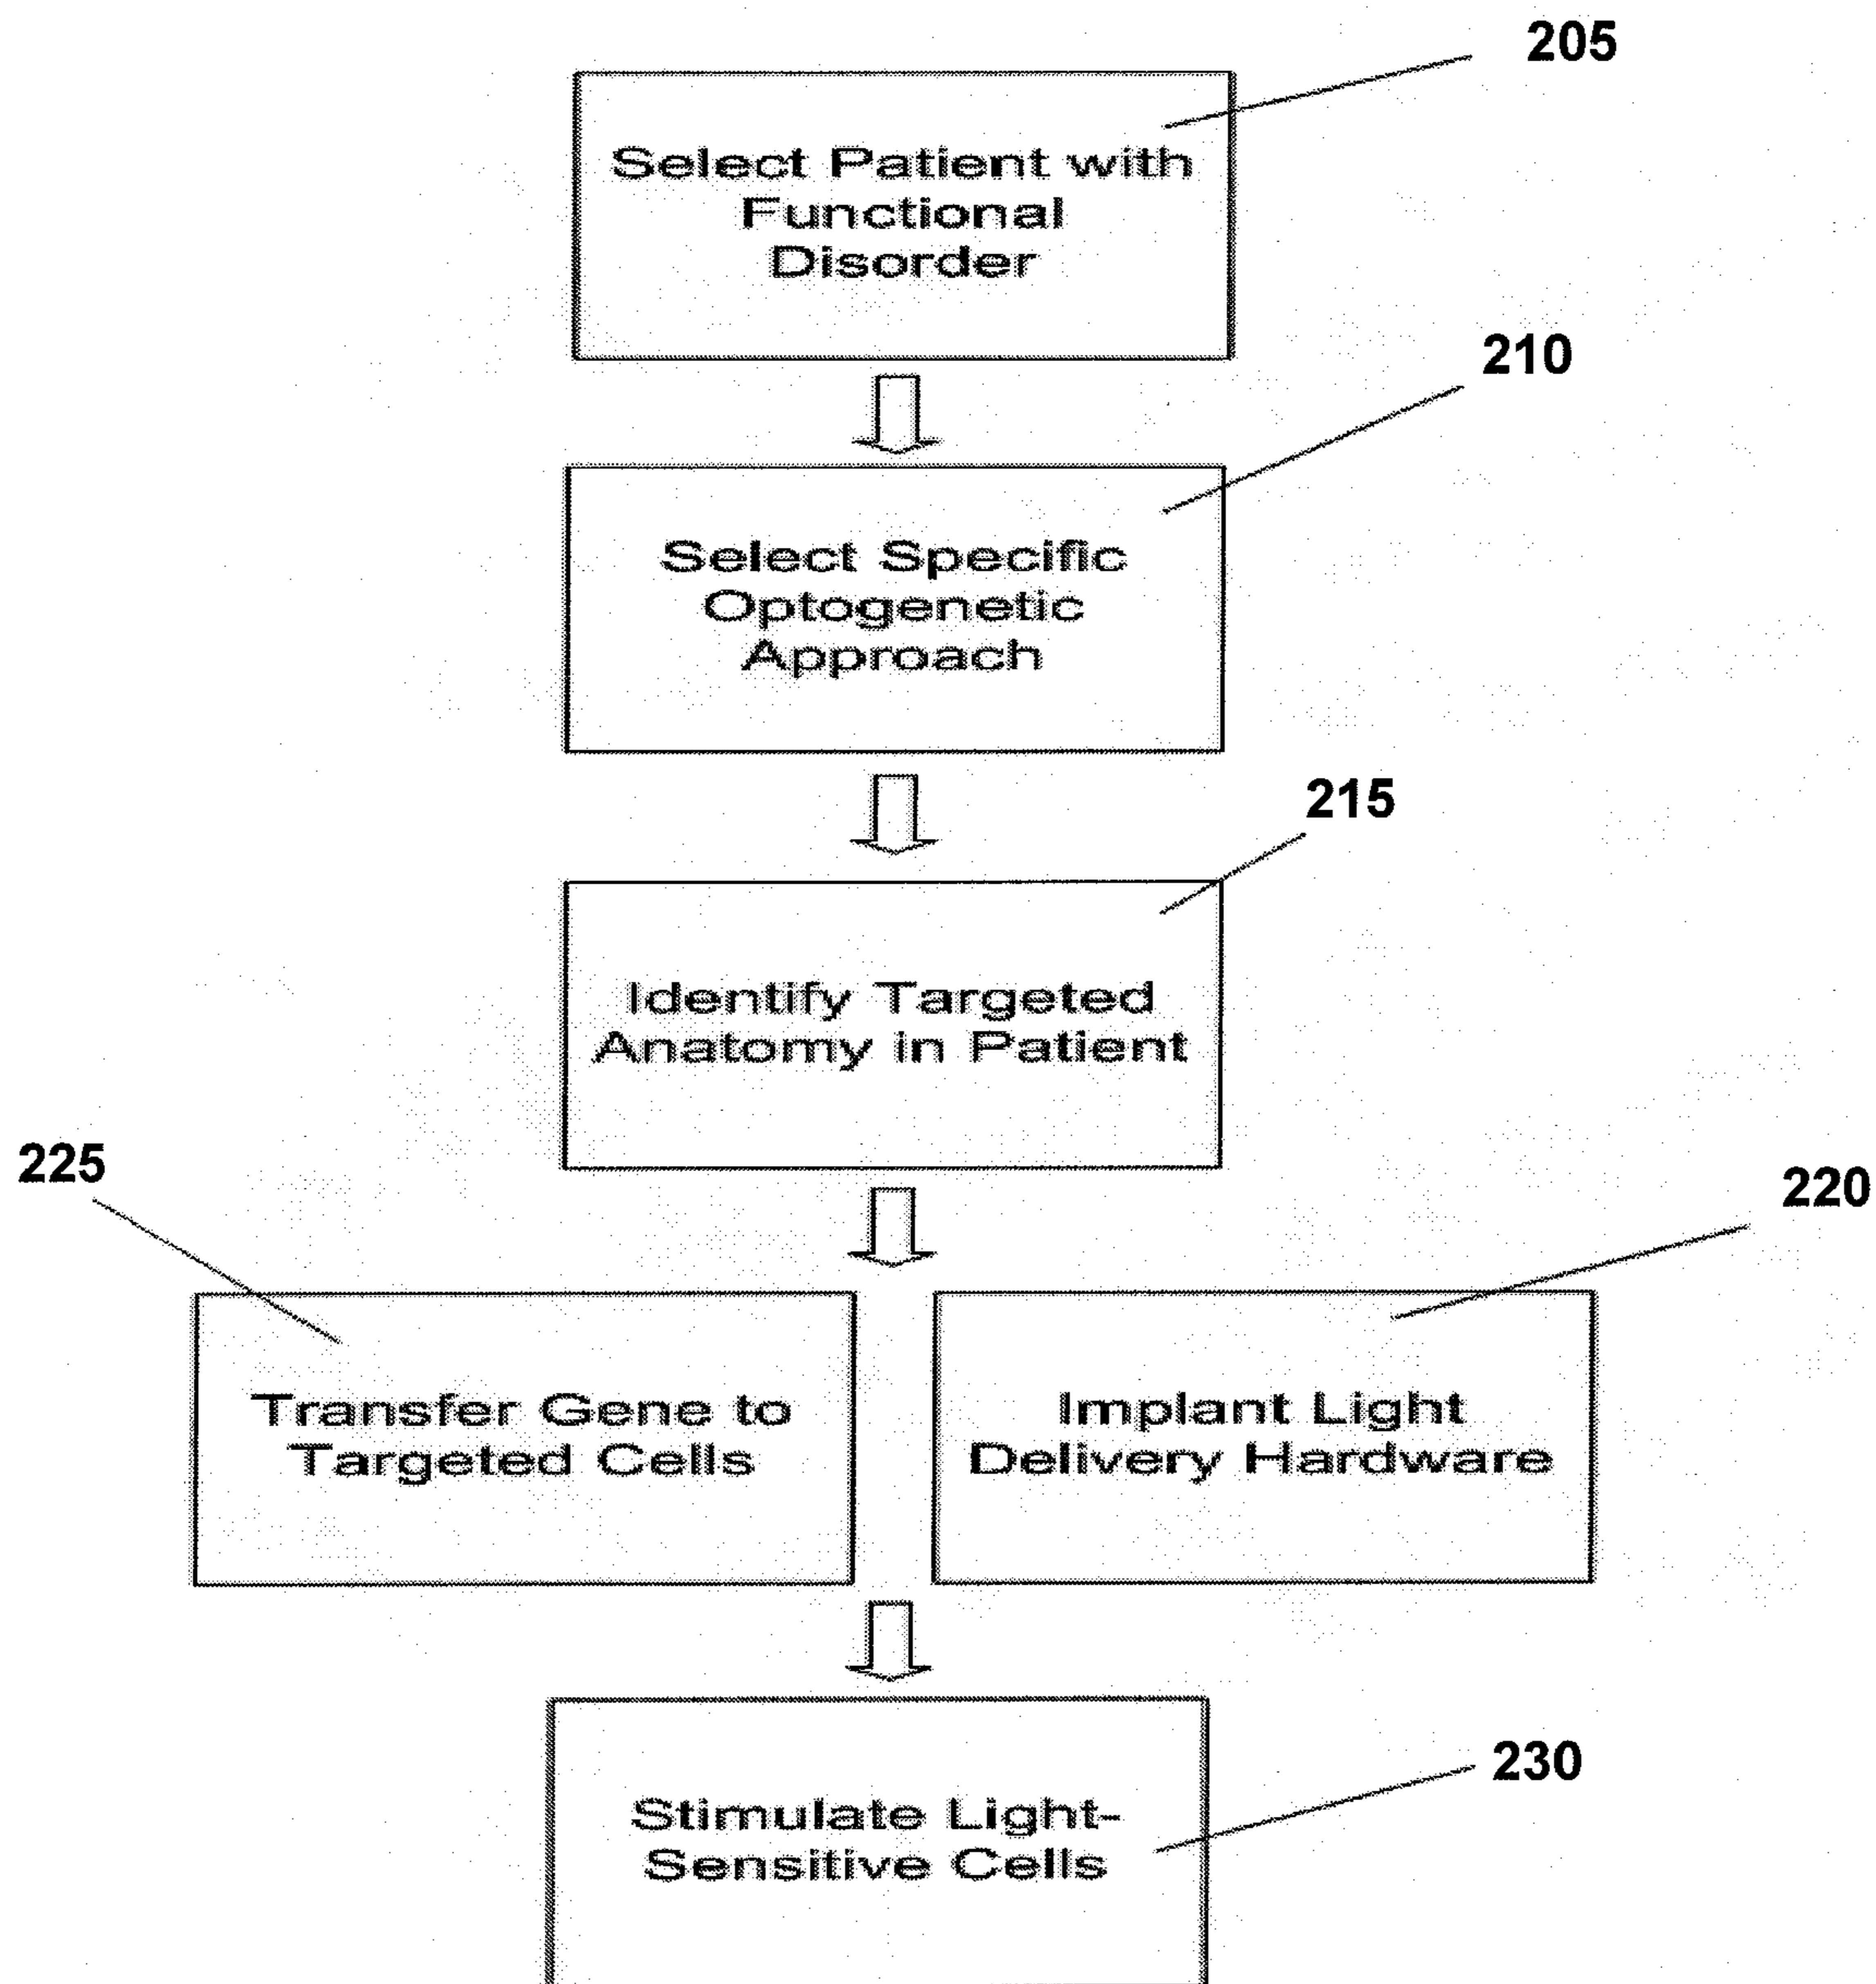 205
Select Patient with
Functional
Disorder
210
Select Specific
Optogenetic
Approach
215
Identify Targeted
Anatomy in Patient
225
220
Transfer Gene to
Targeted Cells
Implant Light
Delivery Hardware
230
Stimulate Light-
Sensitive Cells